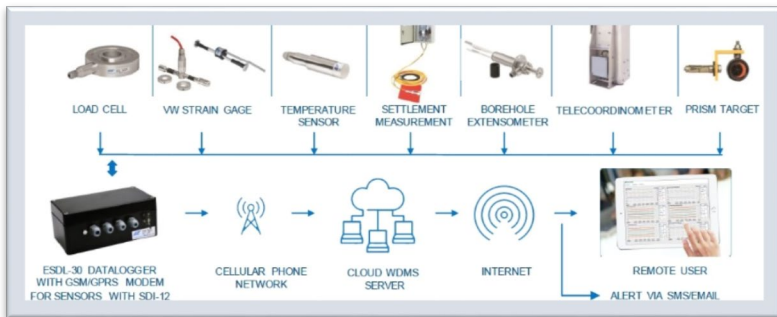 LOAD CELL
VW STRAIN GAGE
TEMPERATURE
SENSOR
SETTLEMENT
MEASUREMENT
BOREHOLE
EXTENSOMETER
TELECOORDINOMETER
PRISM TARGET
ESDL-30 DATALOGGER
WITH GSM/GPRS MODEM
FOR SENSORS WITH SDI-12
CELLULAR PHONE
NETWORK
CLOUD WDMS
SERVER
INTERNET
REMOTE USER
ALERT VIA SMS/EMAIL